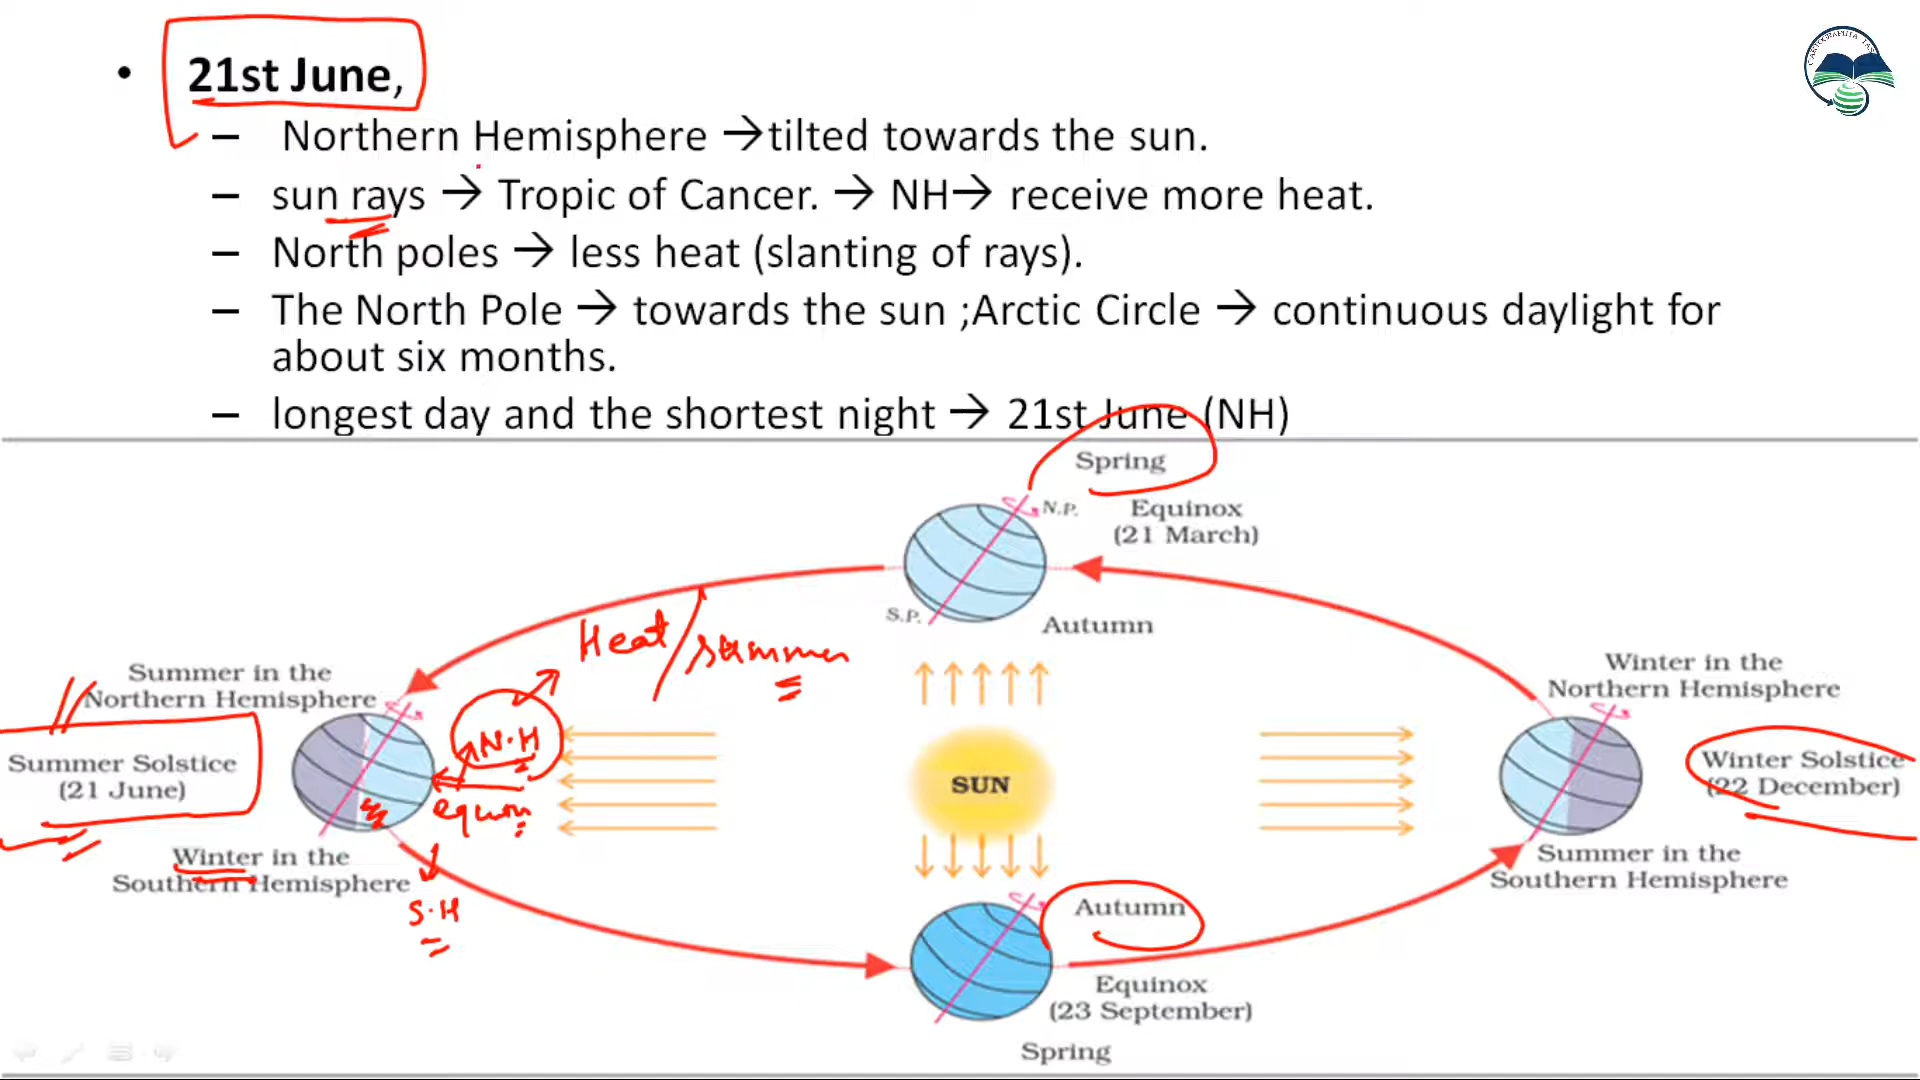 CARTOGRAPHIA IAS
• 21st June,
– Northern Hemisphere →tilted towards the sun.
– sun rays → Tropic of Cancer. → NH→ receive more heat.
– North poles → less heat (slanting of rays).
– The North Pole → towards the sun ;Arctic Circle → continuous daylight for
about six months.
– longest day and the shortest night → 21st June (NH)
Spring
N.P.
Equinox
(21 March)
S.P.
Autumn
Heat/summer
Summer in the
Northern Hemisphere
Winter in the
Northern Hemisphere
N.H
Summer Solstice
(21 June)
SUN
Winter Solstice
(22 December)
Winter in the
Southern Hemisphere
Summer in the
Southern Hemisphere
S.H
Autumn
Equinox
(23 September)
Spring